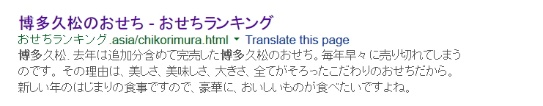 博多久松のおせち - おせちランキング
おせちランキング.asia/chikorimura.html ▼ Translate this page
博多久松. 去年は追加分含めて完売した博多久松のおせち。毎年早々に売り切れてしまう
のです。 その理由は、美しさ、美味しさ、大きさ、全てがそろったこだわりのおせちだから。
新しい年のはじまりの食事ですので、豪華に、おいしいものが食べたいですよね。